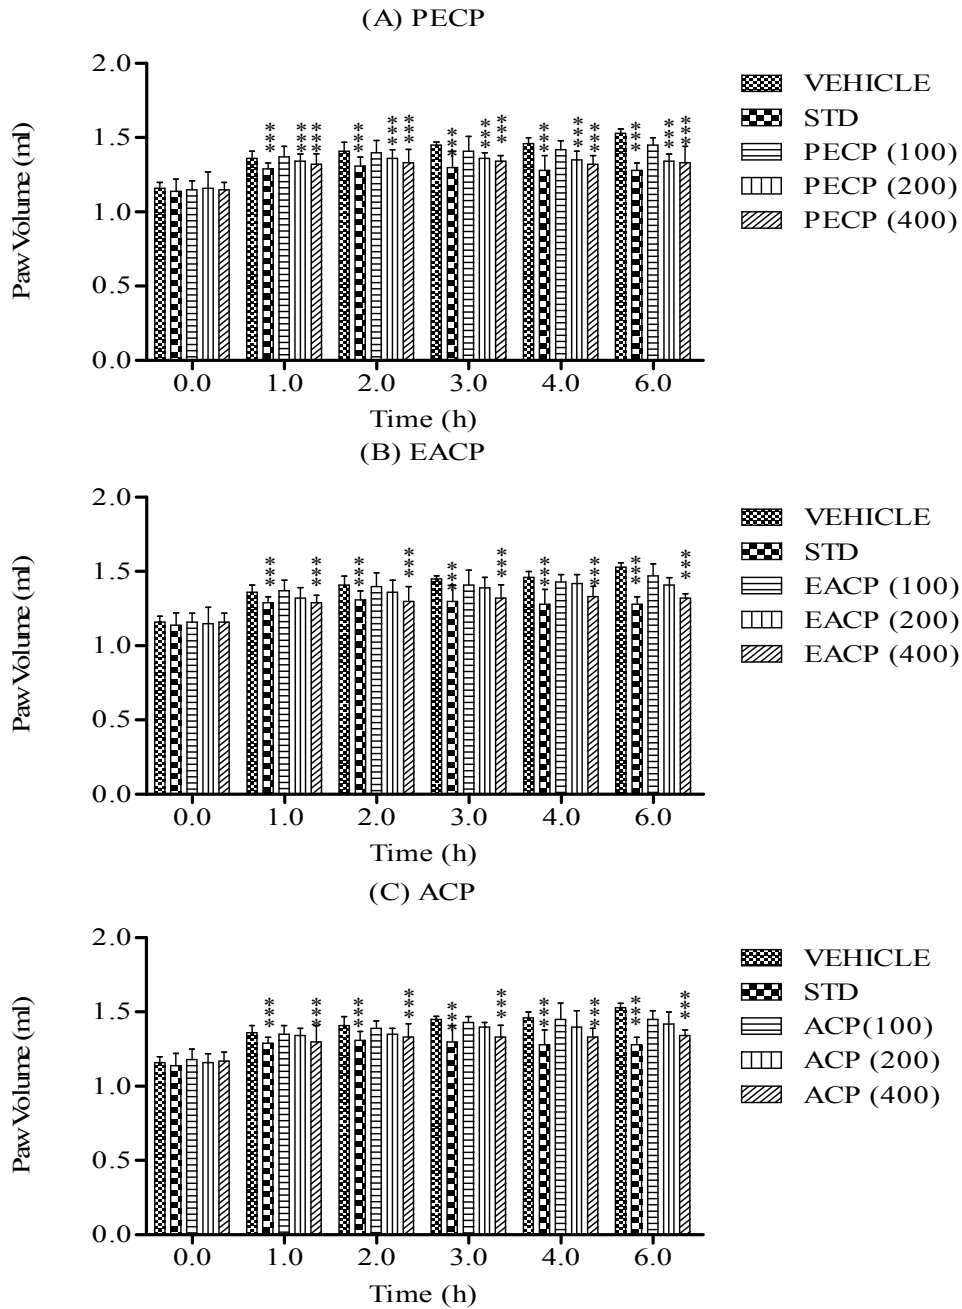 (A) PECP
2.0
1.5
1.0
0.5
0.0
Paw Volume (ml)
*** *** *** *** *** *** *** *** *** *** *** *** *** *** ***
0.0 1.0 2.0 3.0 4.0 6.0
Time (h)
VEHICLE
STD
PECP (100)
PECP (200)
PECP (400)
(B) EACP
2.0
1.5
1.0
0.5
0.0
Paw Volume (ml)
*** *** *** *** *** *** *** *** *** ***
0.0 1.0 2.0 3.0 4.0 6.0
Time (h)
VEHICLE
STD
EACP (100)
EACP (200)
EACP (400)
(C) ACP
2.0
1.5
1.0
0.5
0.0
Paw Volume (ml)
*** *** *** *** *** *** *** *** *** ***
0.0 1.0 2.0 3.0 4.0 6.0
Time (h)
VEHICLE
STD
ACP(100)
ACP (200)
ACP (400)